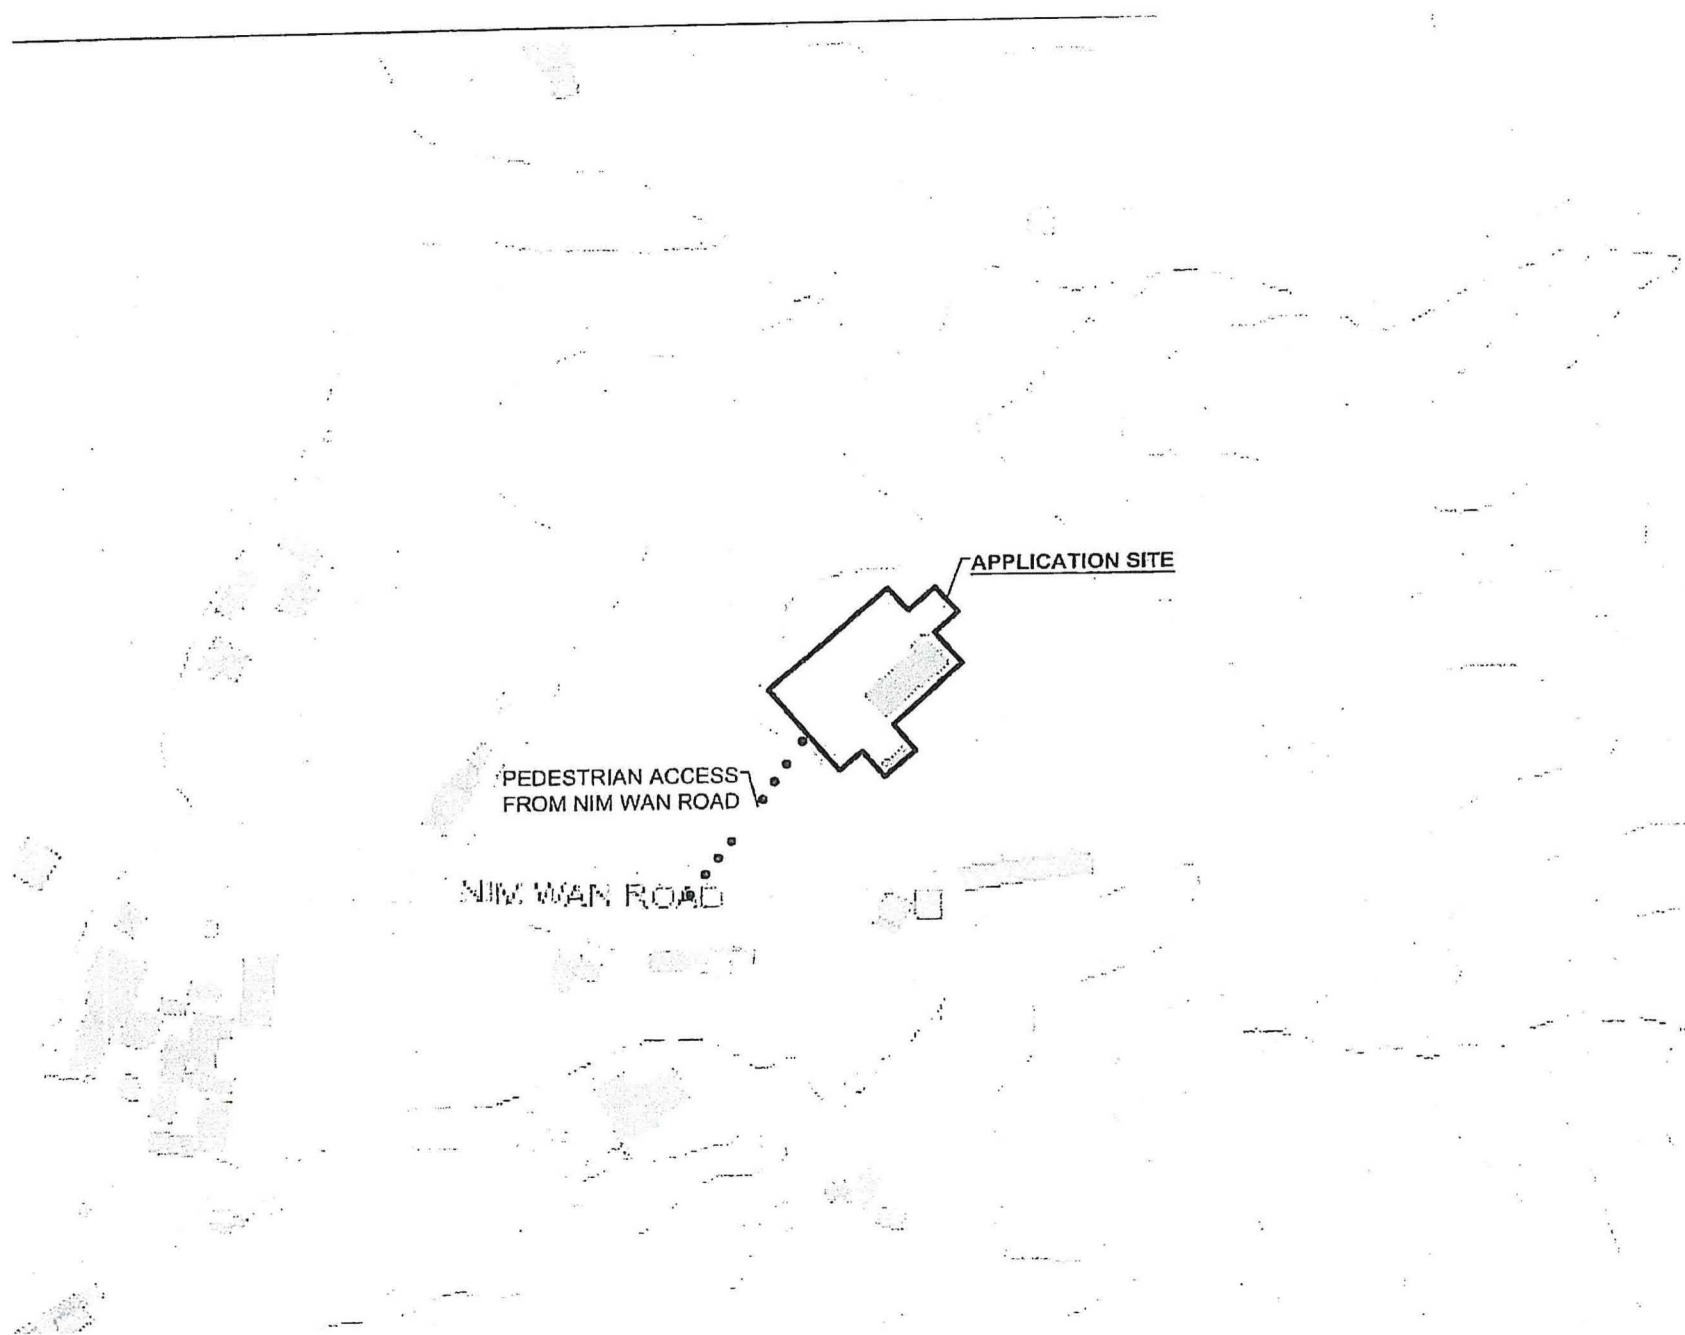 APPLICATION SITE
PEDESTRIAN ACCESS
FROM NIM WAN ROAD
NIM WAN ROAD